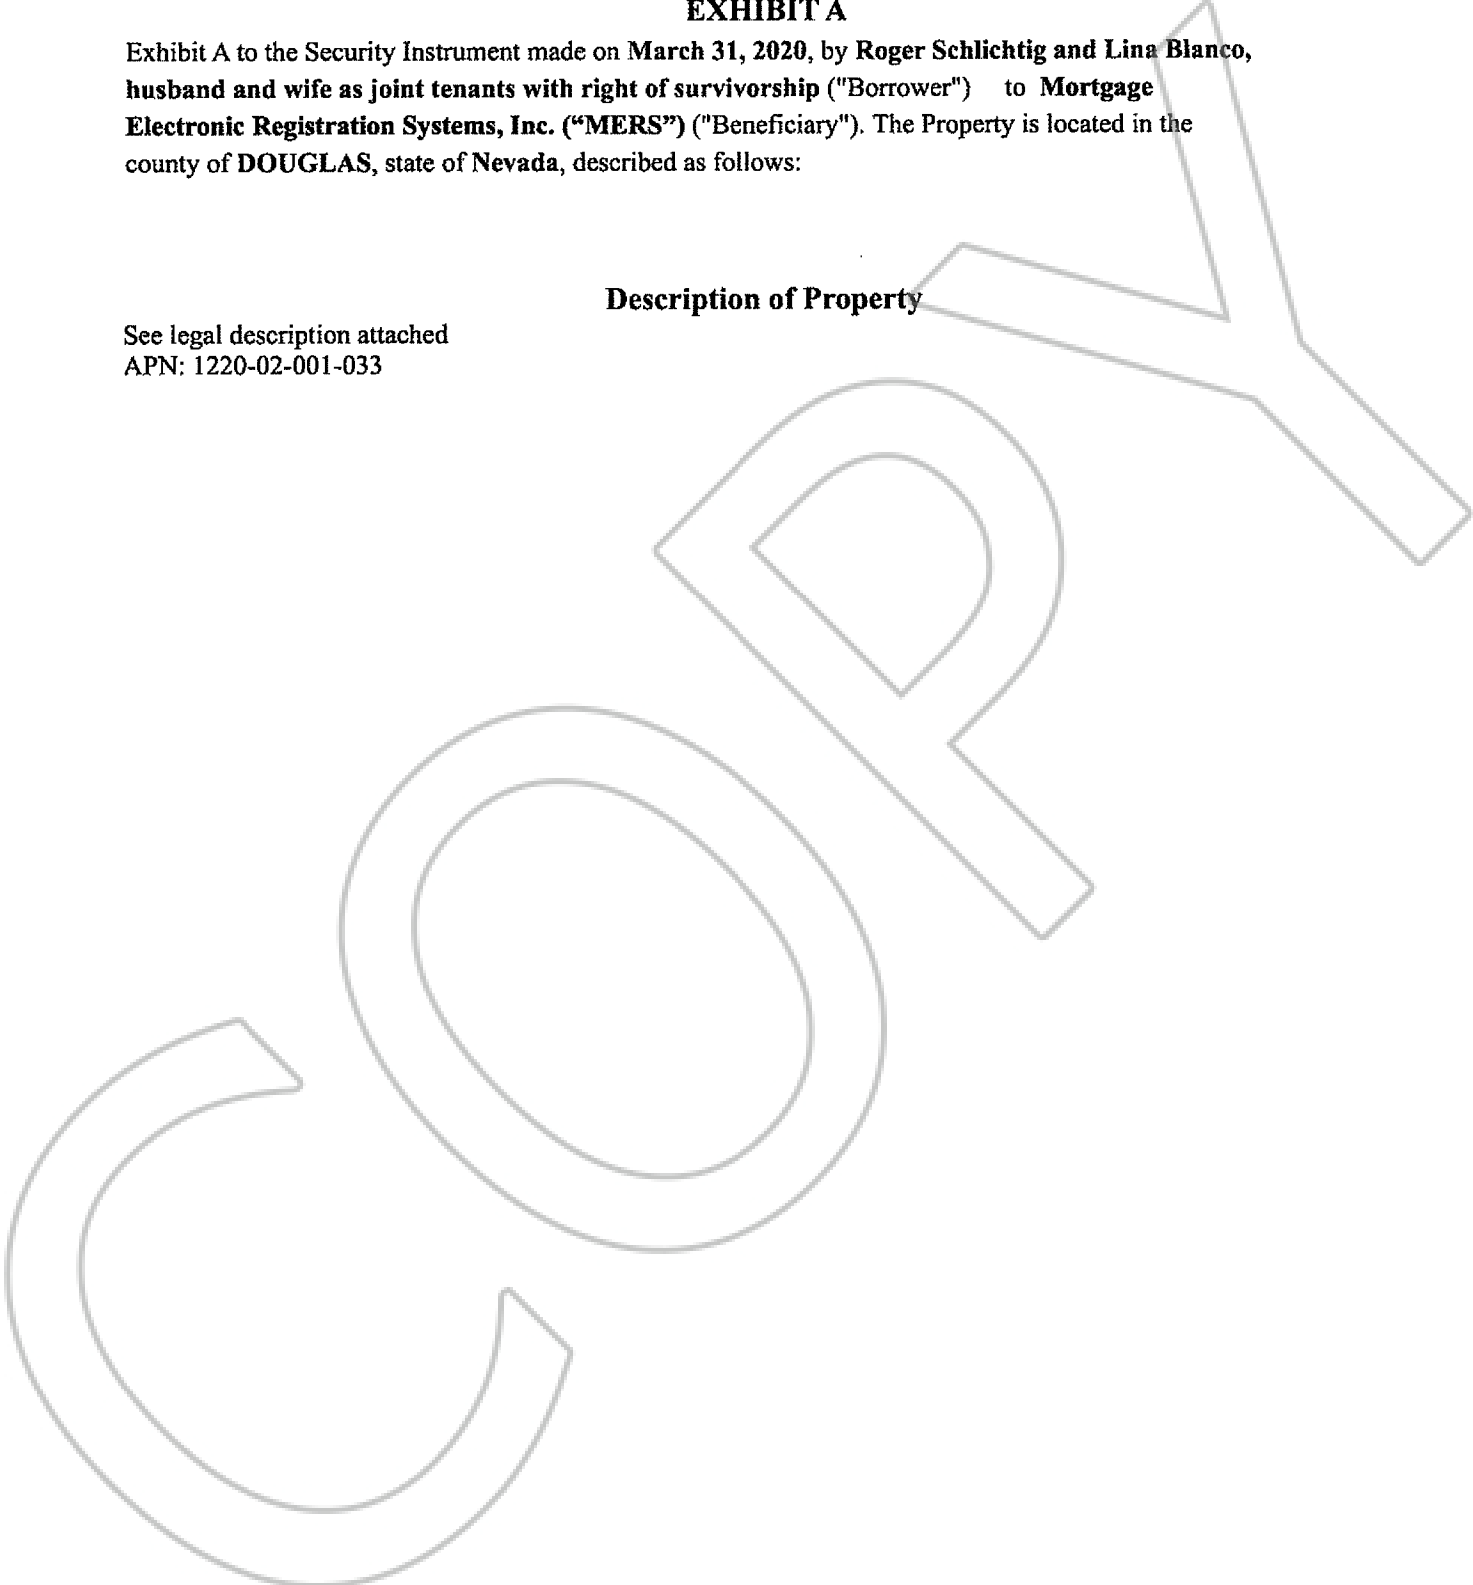 EXHIBIT A
Exhibit A to the Security Instrument made on March 31, 2020, by Roger Schlichtig and Lina Blanco,
husband and wife as joint tenants with right of survivorship ("Borrower") to Mortgage
Electronic Registration Systems, Inc. (“MERS”) ("Beneficiary"). The Property is located in the
county of DOUGLAS, state of Nevada, described as follows:
Description of Property
See legal description attached
APN: 1220-02-001-033
COPY